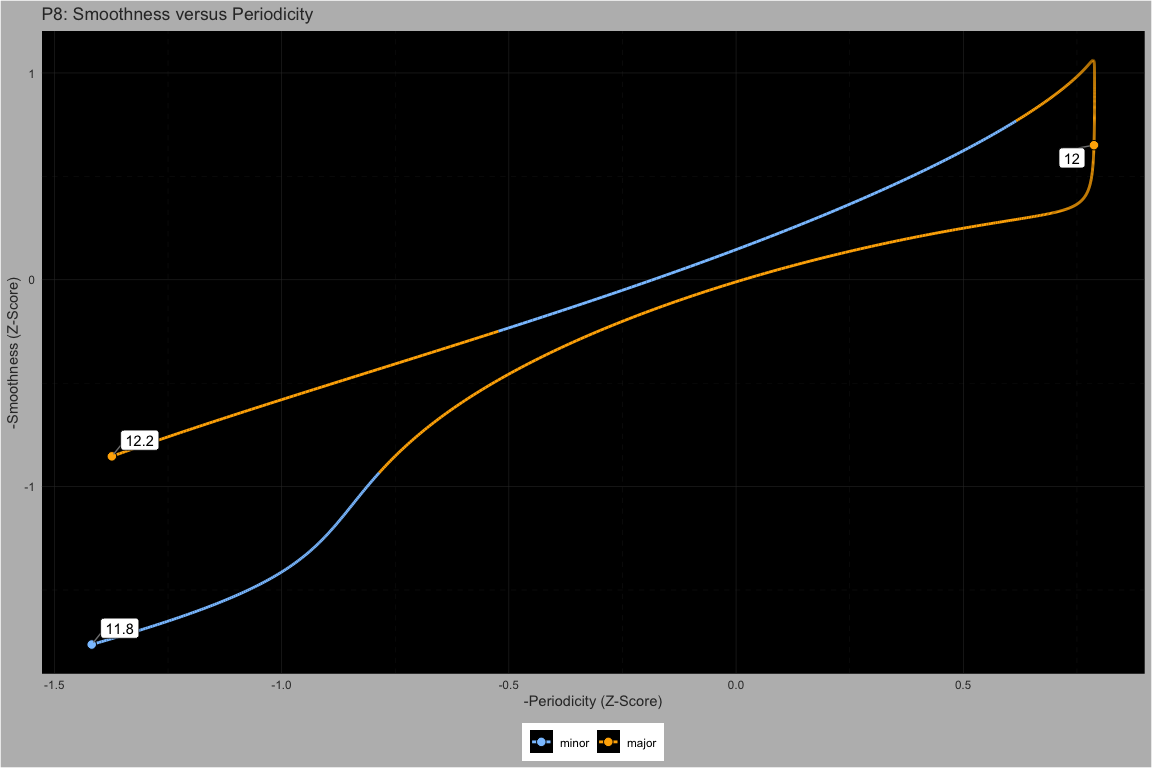 P8: Smoothness versus Periodicity
1
12
0
-Smoothness (Z-Score)
12.2
-1
11.8
-1.5 -1.0 -0.5 0.0 0.5
-Periodicity (Z-Score)
minor major